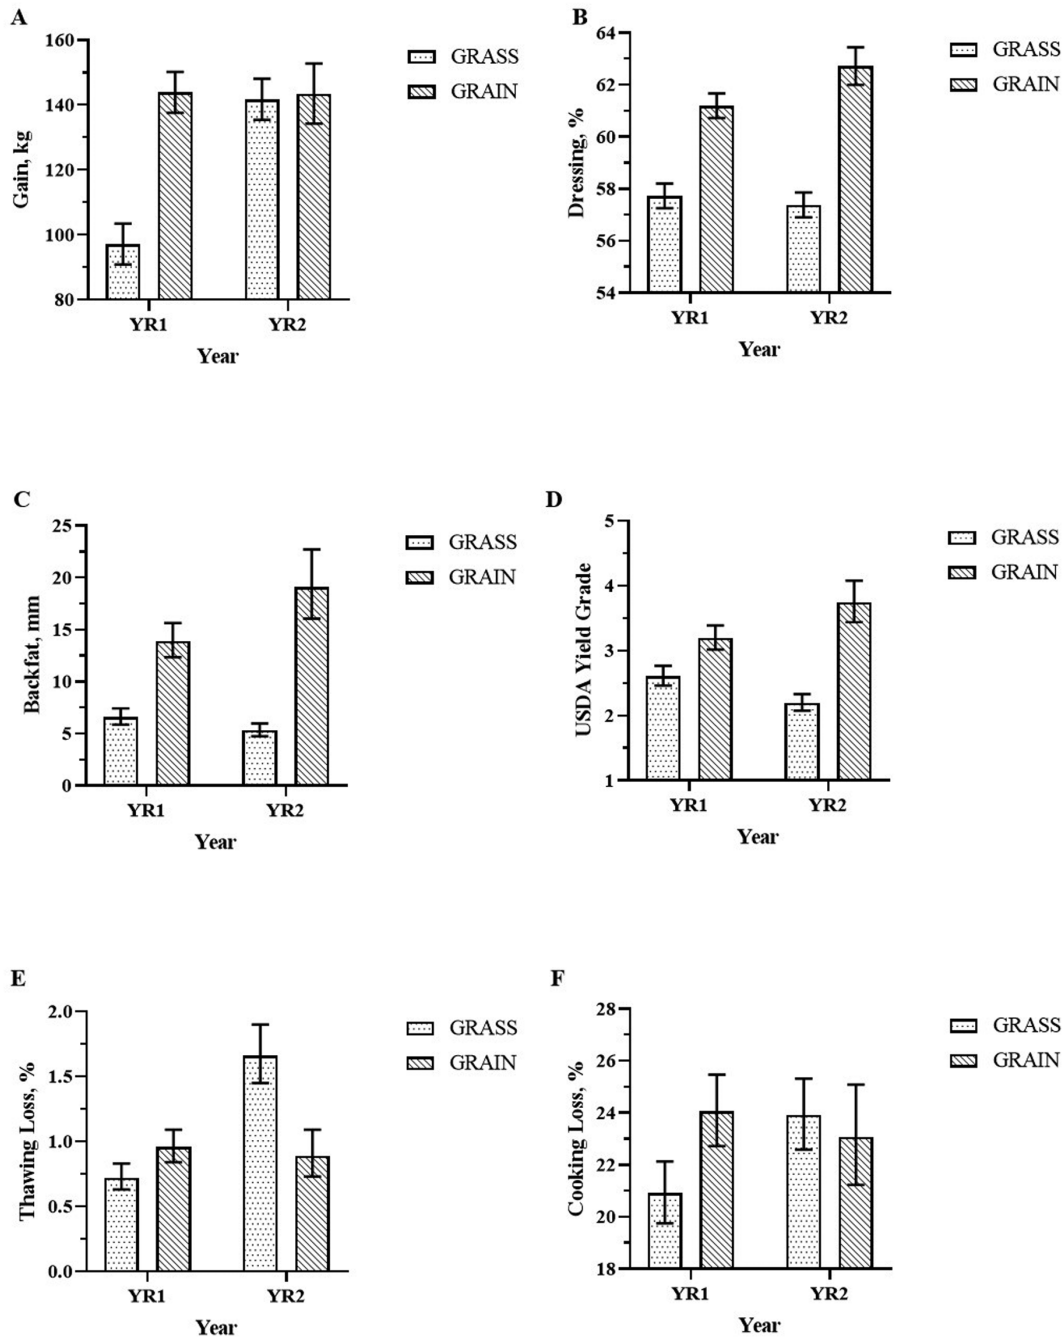 A
160
140
120
100
80
Gain, kg
YR1
YR2
Year
GRASS
GRAIN
B
64
62
60
58
56
54
Dressing, %
YR1
YR2
Year
GRASS
GRAIN
C
25
20
15
10
5
0
Backfat, mm
YR1
YR2
Year
GRASS
GRAIN
D
5
4
3
2
1
USDA Yield Grade
YR1
YR2
Year
GRASS
GRAIN
E
2.0
1.5
1.0
0.5
0.0
Thawing Loss, %
YR1
YR2
Year
GRASS
GRAIN
F
28
26
24
22
20
18
Cooking Loss, %
YR1
YR2
Year
GRASS
GRAIN